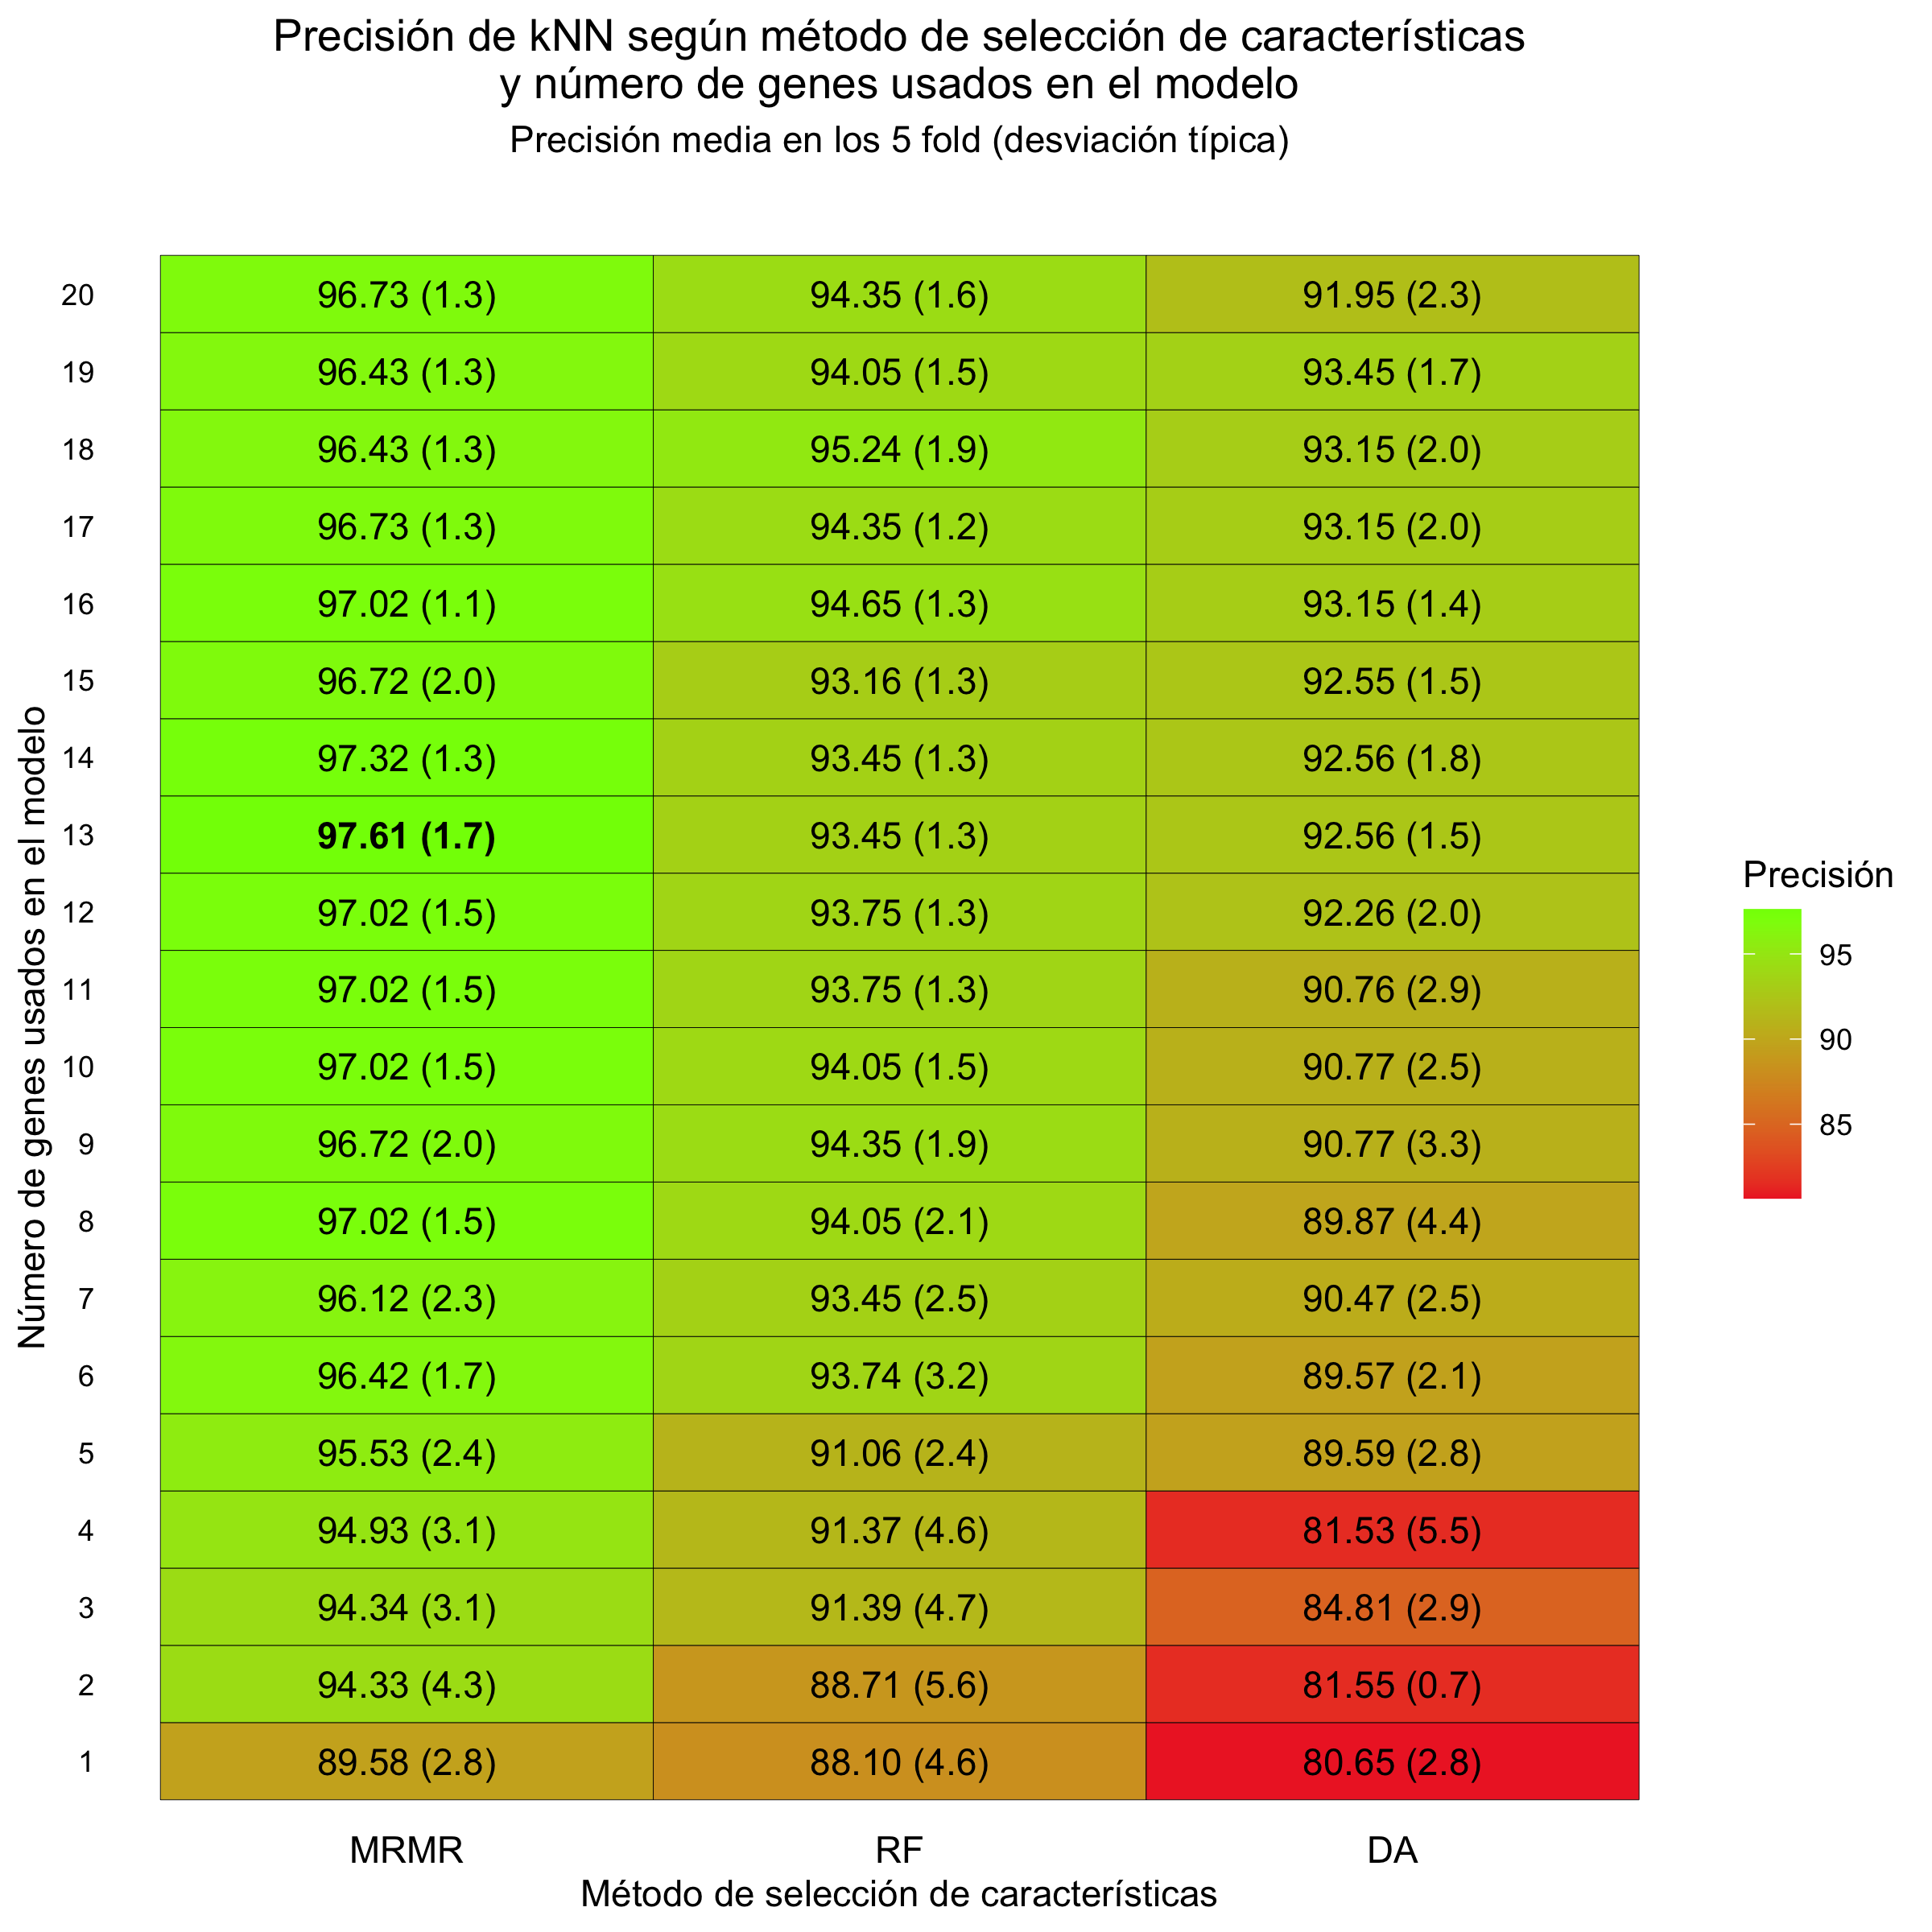 Precisión de kNN según método de selección de características
y número de genes usados en el modelo
Precisión media en los 5 fold (desviación típica)
20 96.73 (1.3) 94.35 (1.6) 91.95 (2.3)
19 96.43 (1.3) 94.05 (1.5) 93.45 (1.7)
18 96.43 (1.3) 95.24 (1.9) 93.15 (2.0)
17 96.73 (1.3) 94.35 (1.2) 93.15 (2.0)
16 97.02 (1.1) 94.65 (1.3) 93.15 (1.4)
15 96.72 (2.0) 93.16 (1.3) 92.55 (1.5)
14 97.32 (1.3) 93.45 (1.3) 92.56 (1.8)
13 97.61 (1.7) 93.45 (1.3) 92.56 (1.5)
12 97.02 (1.5) 93.75 (1.3) 92.26 (2.0)
11 97.02 (1.5) 93.75 (1.3) 90.76 (2.9)
10 97.02 (1.5) 94.05 (1.5) 90.77 (2.5)
9 96.72 (2.0) 94.35 (1.9) 90.77 (3.3)
8 97.02 (1.5) 94.05 (2.1) 89.87 (4.4)
7 96.12 (2.3) 93.45 (2.5) 90.47 (2.5)
6 96.42 (1.7) 93.74 (3.2) 89.57 (2.1)
5 95.53 (2.4) 91.06 (2.4) 89.59 (2.8)
4 94.93 (3.1) 91.37 (4.6) 81.53 (5.5)
3 94.34 (3.1) 91.39 (4.7) 84.81 (2.9)
2 94.33 (4.3) 88.71 (5.6) 81.55 (0.7)
1 89.58 (2.8) 88.10 (4.6) 80.65 (2.8)
MRMR RF DA
Método de selección de características
Número de genes usados en el modelo
Precisión
95
90
85